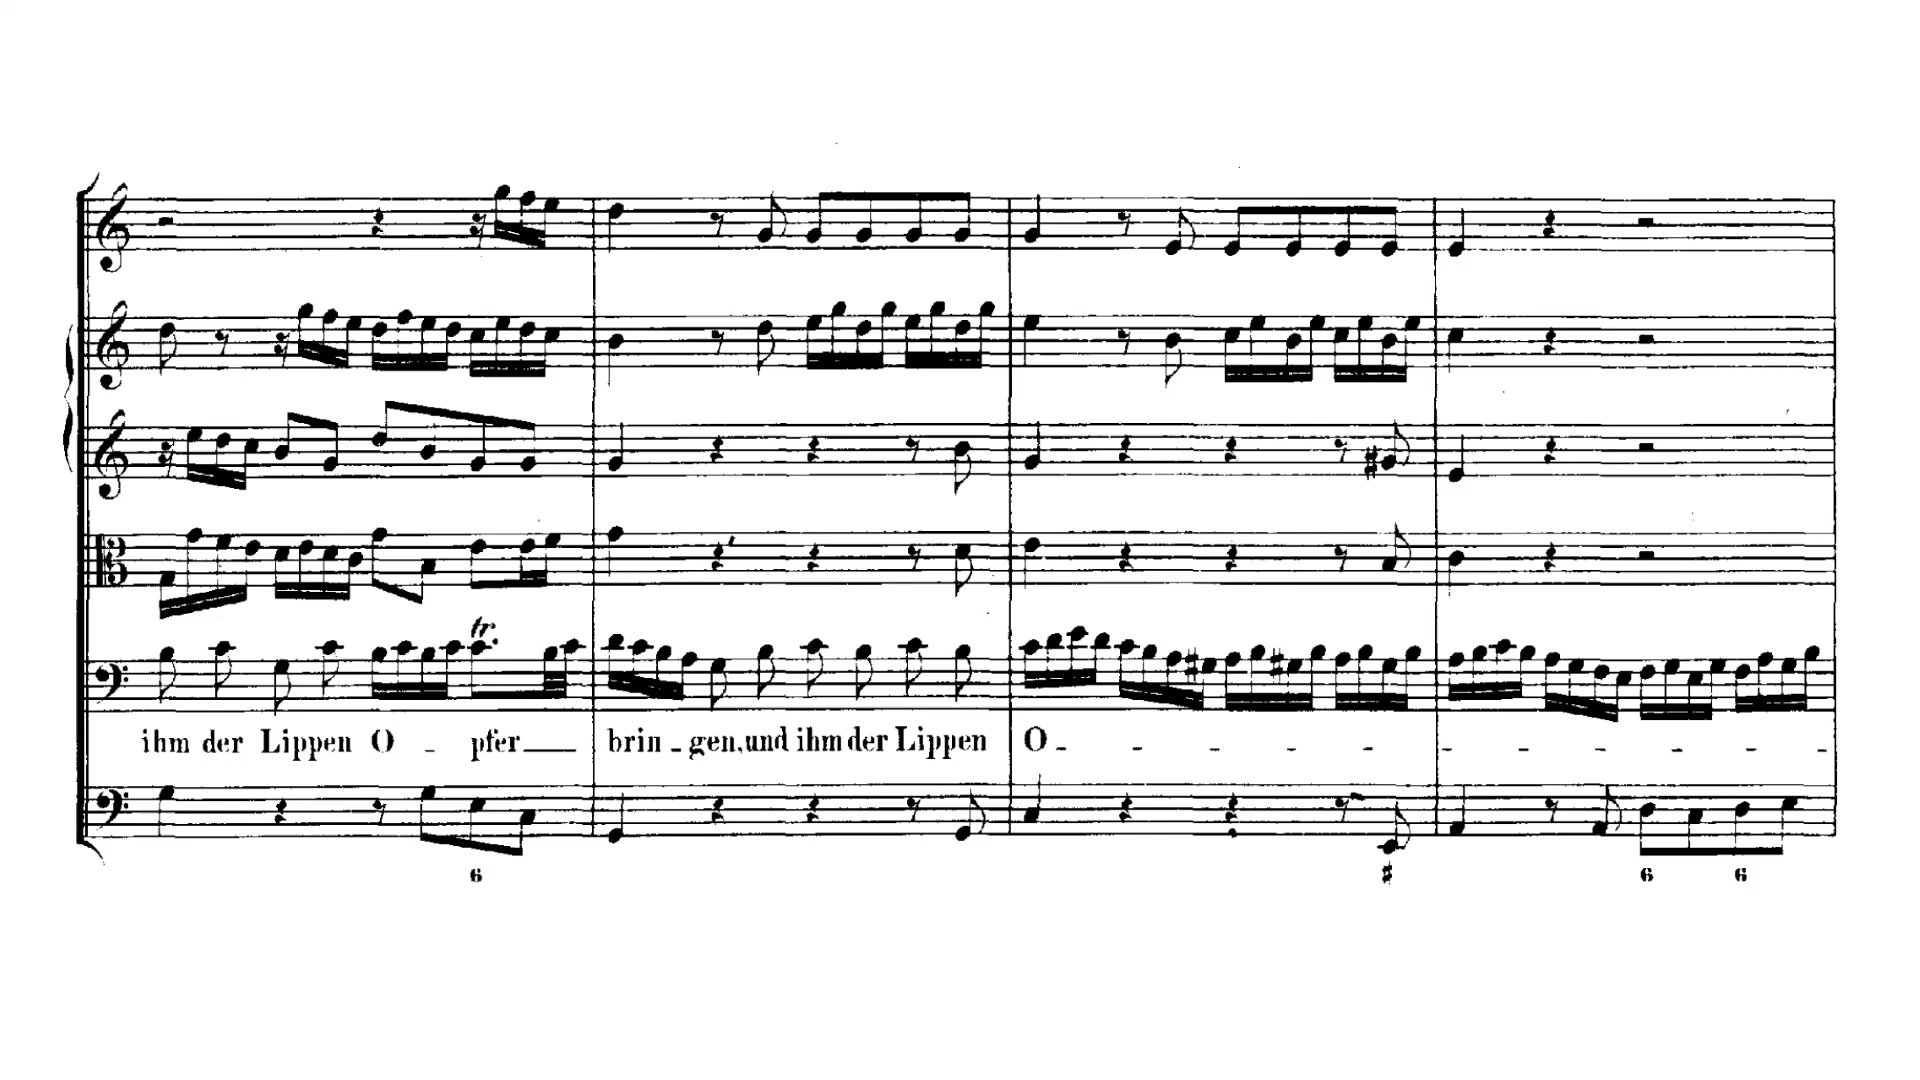 tr
ihm der Lippen O - pfer brin - gen, und ihm der Lippen O - - - - - - - - - - -
6 ♯ 6 6